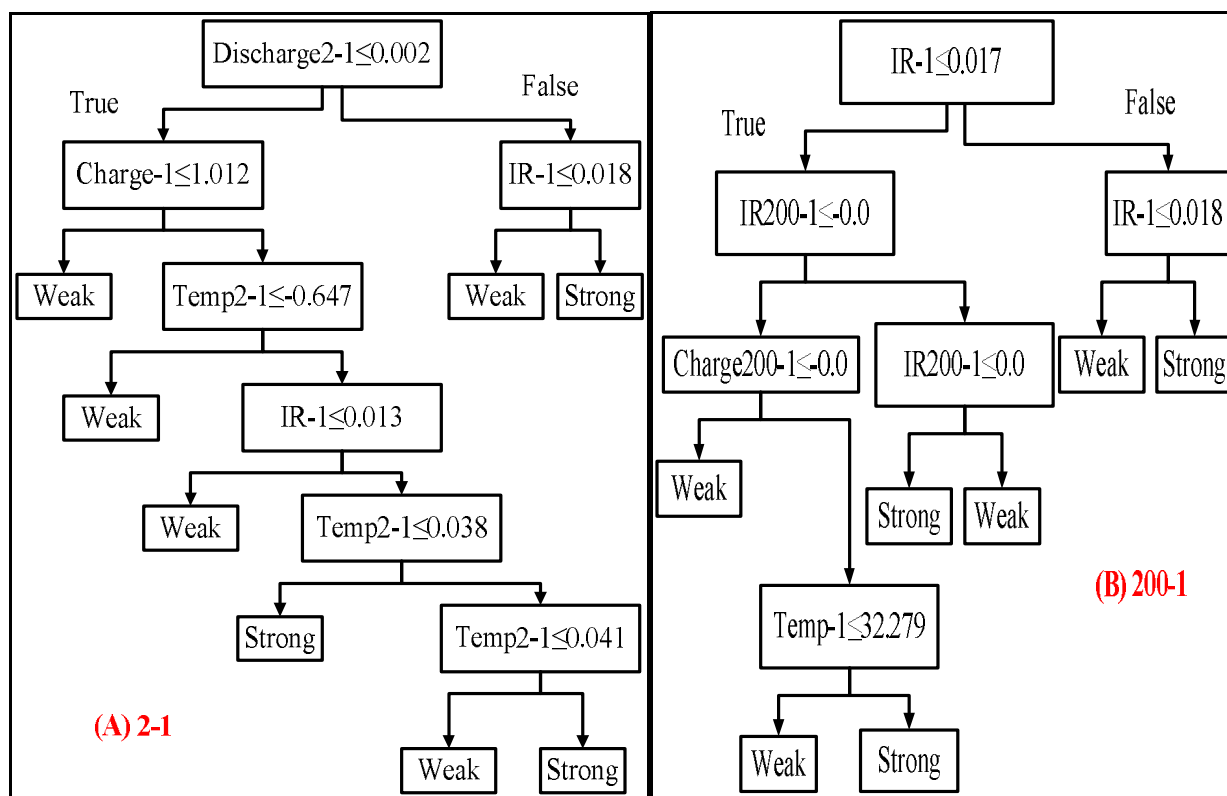 Discharge2-1≤0.002
True
False
Charge-1≤1.012
IR-1≤0.018
Weak
Temp2-1≤-0.647
Weak
Strong
Weak
IR-1≤0.013
Weak
Temp2-1≤0.038
Strong
Temp2-1≤0.041
Weak
Strong
(A) 2-1
IR-1≤0.017
True
False
IR200-1≤-0.0
IR-1≤0.018
Charge200-1≤-0.0
IR200-1≤0.0
Weak
Strong
Weak
Strong
Weak
Temp-1≤32.279
Weak
Strong
(B) 200-1